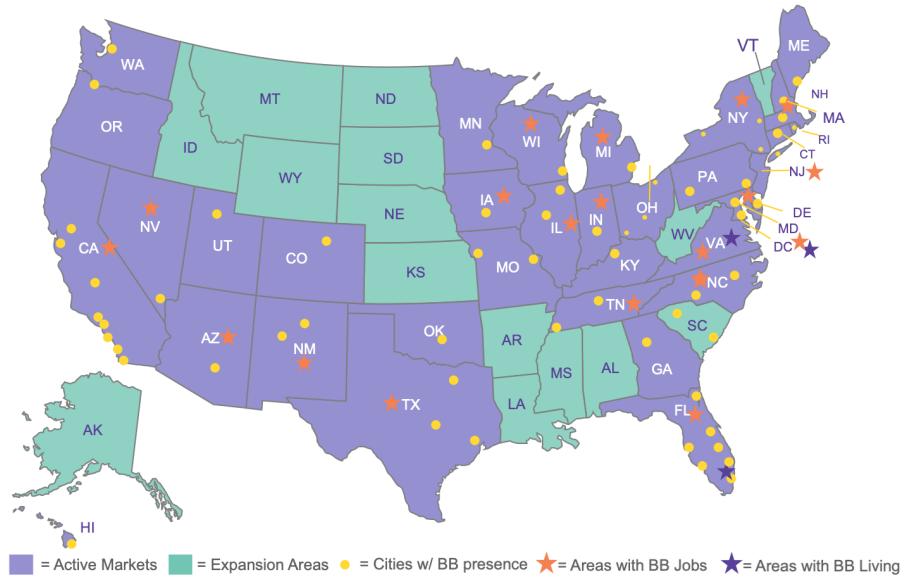 ME
VT
WA
MT
ND
NH
MN
NY
MA
OR
WI
MI
RI
ID
SD
CT
WY
PA
NJ
IA
NE
OH
DE
NV
IL
IN
MD
UT
WV
VA
DC
CA
CO
KS
MO
KY
NC
TN
AZ
OK
AR
SC
NM
MS
AL
GA
TX
LA
FL
AK
HI
= Active Markets = Expansion Areas = Cities w/ BB presence = Areas with BB Jobs = Areas with BB Living